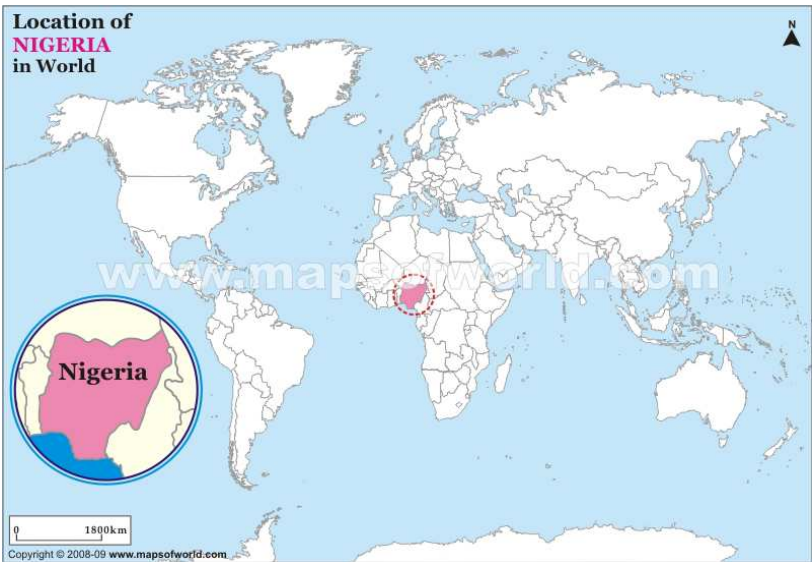 Location of
NIGERIA
in World
N
www.mapsofworld.com
Nigeria
0 1800km
Copyright © 2008-09 www.mapsofworld.com